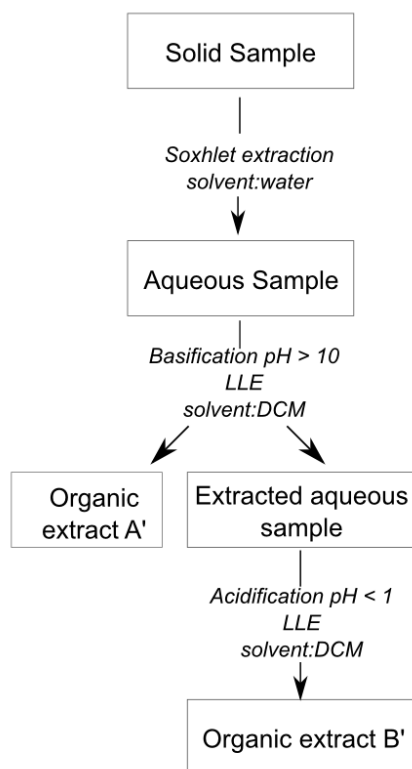 Solid Sample
Soxhlet extraction
solvent:water
Aqueous Sample
Basification pH > 10
LLE
solvent:DCM
Organic
extract A'
Extracted aqueous
sample
Acidification pH < 1
LLE
solvent:DCM
Organic extract B'